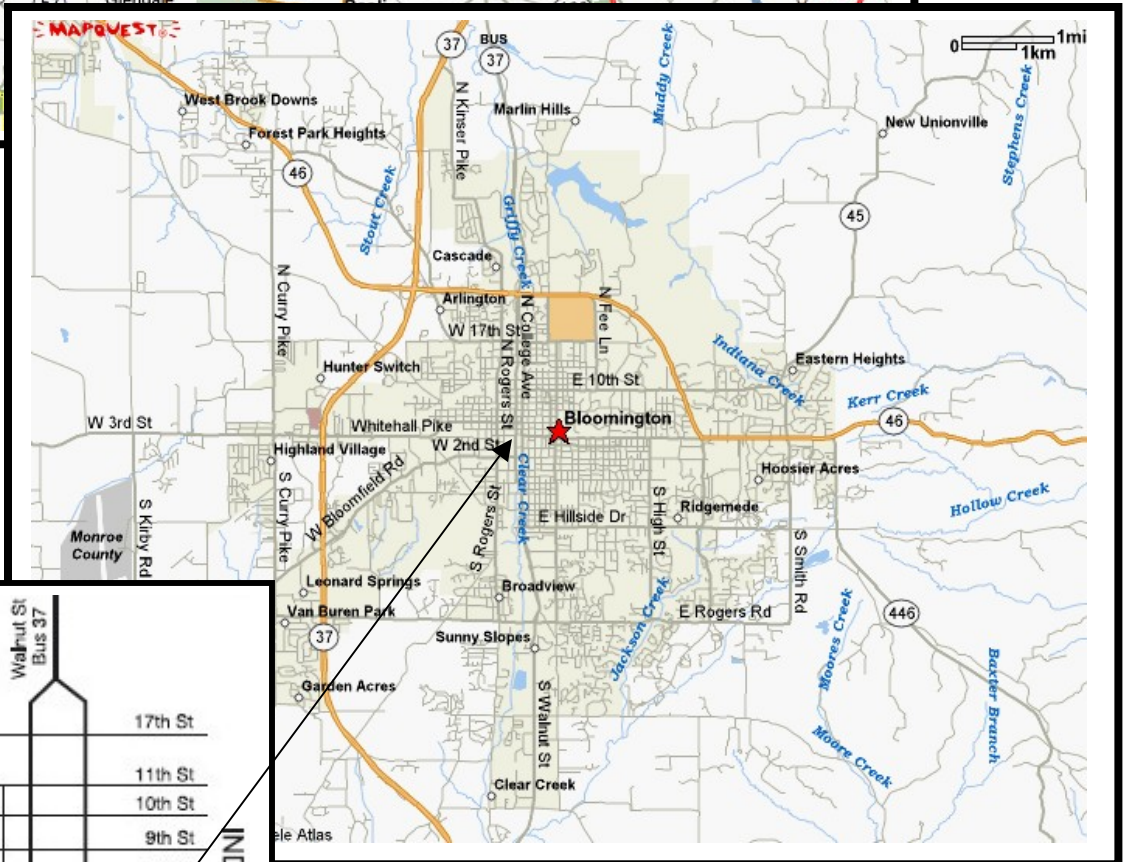 Glendale
MAPQUEST®
37
BUS
37
0 1mi
1km
N Kinser Pike
Muddy Creek
Stephens Creek
West Brook Downs
Marlin Hills
New Unionville
Forest Park Heights
46
Stout Creek
Griffy Creek
45
Cascade
N Curry Pike
Arlington
N College Ave
N Fee Ln
W 17th St
N Rogers St
Indiana Creek
Eastern Heights
Hunter Switch
E 10th St
Kerr Creek
W 3rd St
Whitehall Pike
Bloomington
46
Highland Village
W 2nd St
Hoosier Acres
S Curry Pike
W Bloomfield Rd
Clear Creek
S High St
Ridgemede
Hollow Creek
S Kirby Rd
S Rogers St
E Hillside Dr
S Smith Rd
Monroe
County
Leonard Springs
Broadview
Jackson Creek
Van Buren Park
E Rogers Rd
Moores Creek
446
37
Sunny Slopes
Baxter Branch
Garden Acres
S Walnut St
Moore Creek
Clear Creek
ele Atlas
Walnut St
Bus 37
17th St
11th St
10th St
9th St